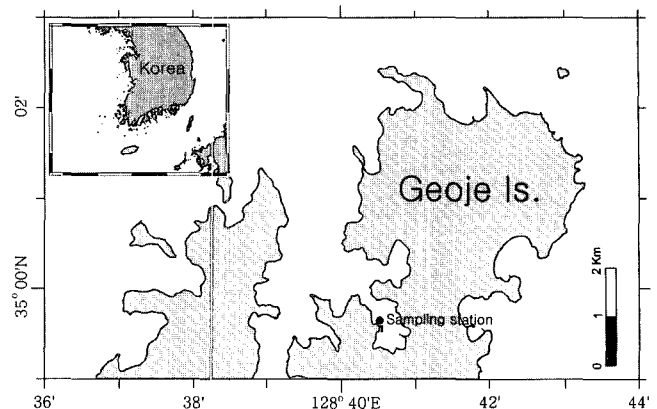 Korea
02'
Geoje Is.
35° 00'N
2 Km
1
0
Sampling station
36'
38'
128° 40'E
42'
44'